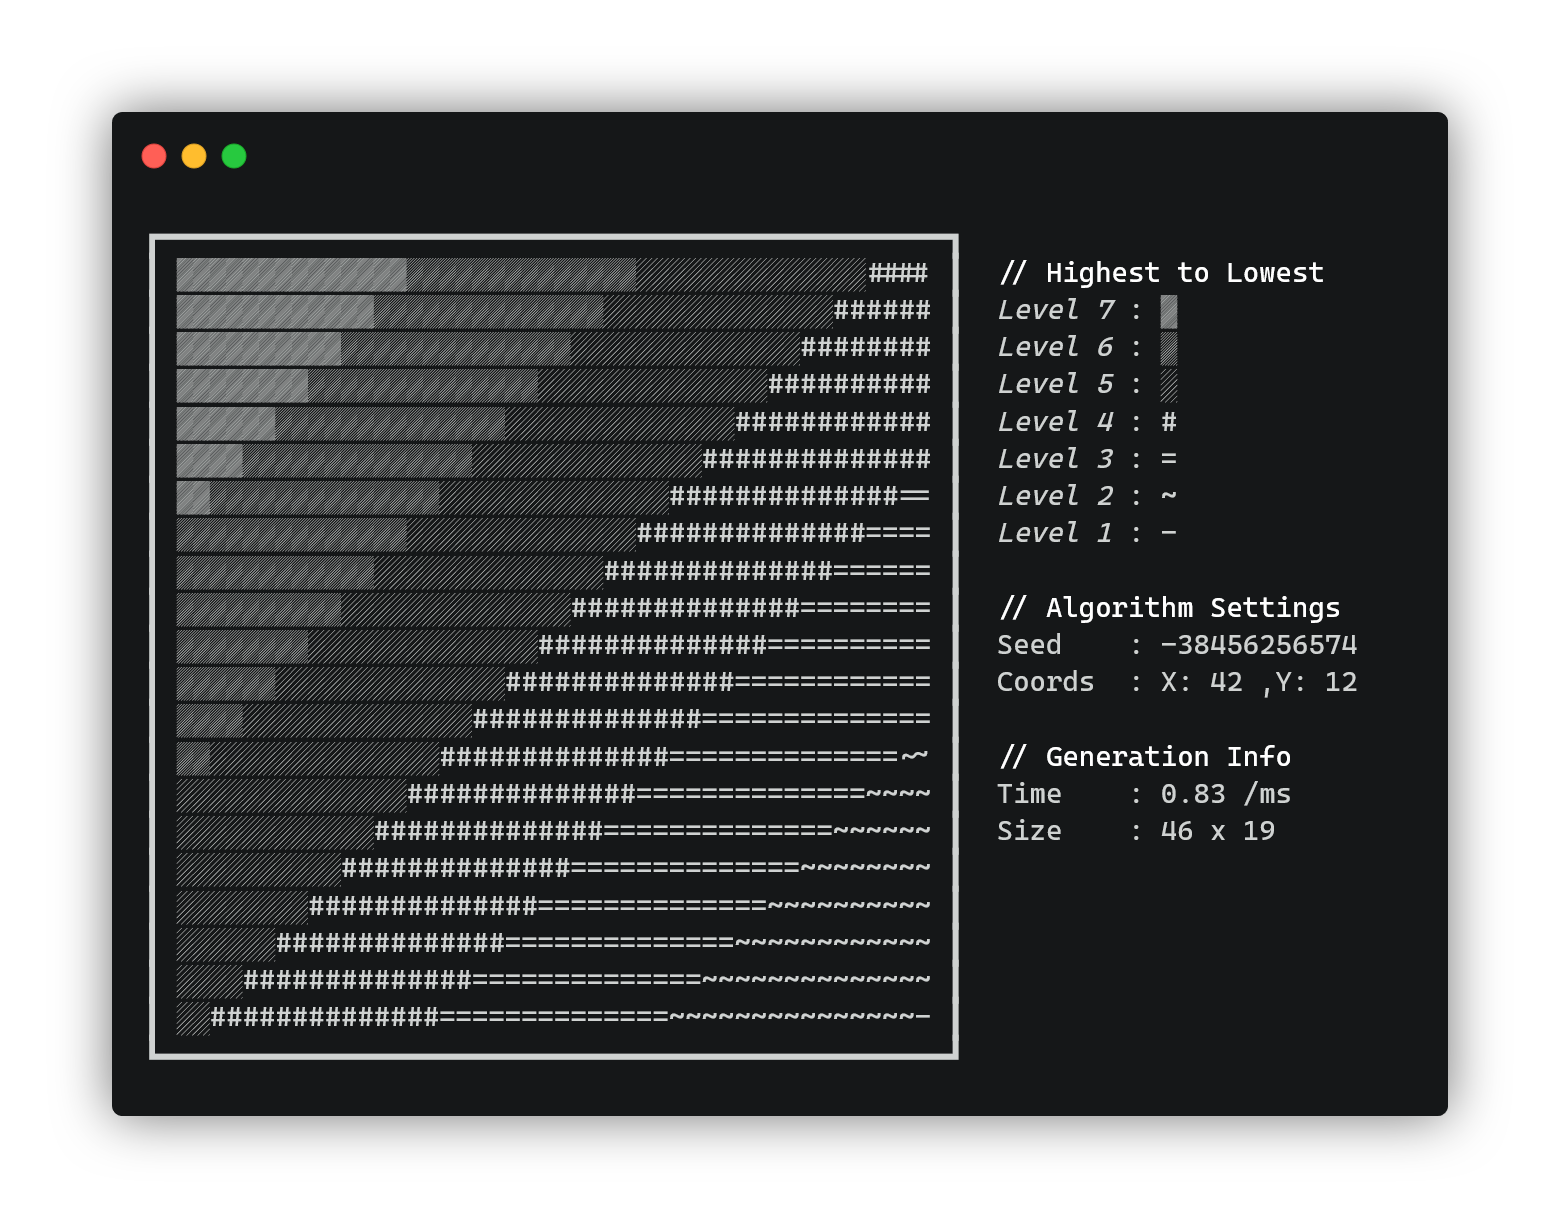 ▓▓▓▓▓▓▓▓▓▓▓▓▓▓▒▒▒▒▒▒▒▒▒▒▒▒▒▒░░░░░░░░░░░░░░####
▓▓▓▓▓▓▓▓▓▓▓▓▒▒▒▒▒▒▒▒▒▒▒▒▒▒░░░░░░░░░░░░░░######
▓▓▓▓▓▓▓▓▓▓▒▒▒▒▒▒▒▒▒▒▒▒▒▒░░░░░░░░░░░░░░########
▓▓▓▓▓▓▓▓▒▒▒▒▒▒▒▒▒▒▒▒▒▒░░░░░░░░░░░░░░##########
▓▓▓▓▓▓▒▒▒▒▒▒▒▒▒▒▒▒▒▒░░░░░░░░░░░░░░############
▓▓▓▓▒▒▒▒▒▒▒▒▒▒▒▒▒▒░░░░░░░░░░░░░░##############
▓▓▒▒▒▒▒▒▒▒▒▒▒▒▒▒░░░░░░░░░░░░░░##############==
▒▒▒▒▒▒▒▒▒▒▒▒▒▒░░░░░░░░░░░░░░##############====
▒▒▒▒▒▒▒▒▒▒▒▒░░░░░░░░░░░░░░##############======
▒▒▒▒▒▒▒▒▒▒░░░░░░░░░░░░░░##############========
▒▒▒▒▒▒▒▒░░░░░░░░░░░░░░##############==========
▒▒▒▒▒▒░░░░░░░░░░░░░░##############============
▒▒▒▒░░░░░░░░░░░░░░##############==============
▒▒░░░░░░░░░░░░░░##############==============~~
░░░░░░░░░░░░░░##############==============~~~~
░░░░░░░░░░░░##############==============~~~~~~
░░░░░░░░░░##############==============~~~~~~~~
░░░░░░░░##############==============~~~~~~~~~~
░░░░░░##############==============~~~~~~~~~~~~
░░░░##############==============~~~~~~~~~~~~~~
░░##############==============~~~~~~~~~~~~~~~-
// Highest to Lowest
Level 7 : ▓
Level 6 : ▒
Level 5 : ░
Level 4 : #
Level 3 : =
Level 2 : ~
Level 1 : -
// Algorithm Settings
Seed    : -38456256574
Coords  : X: 42 ,Y: 12
// Generation Info
Time    : 0.83 /ms
Size    : 46 x 19